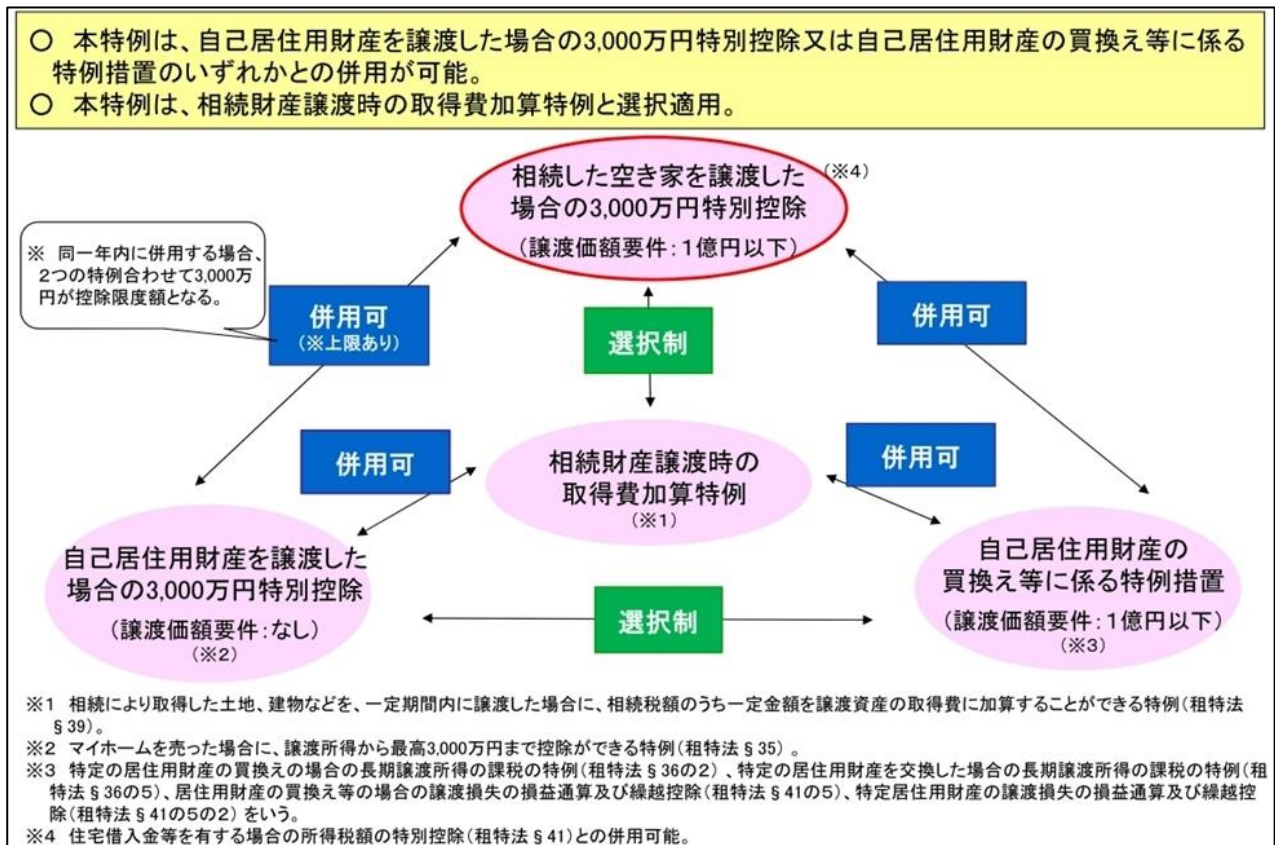 ○ 本特例は、自己居住用財産を譲渡した場合の3,000万円特別控除又は自己居住用財産の買換え等に係る
特例措置のいずれかとの併用が可能。
○ 本特例は、相続財産譲渡時の取得費加算特例と選択適用。
相続した空き家を譲渡した
場合の3,000万円特別控除
(※4)
(譲渡価額要件:1億円以下)
※ 同一年内に併用する場合、
2つの特例合わせて3,000万
円が控除限度額となる。
併用可
(※上限あり)
選択制
併用可
併用可
相続財産譲渡時の
取得費加算特例
(※1)
併用可
自己居住用財産を譲渡した
場合の3,000万円特別控除
(譲渡価額要件:なし)
(※2)
選択制
自己居住用財産の
買換え等に係る特例措置
(譲渡価額要件:1億円以下)
(※3)
※1 相続により取得した土地、建物などを、一定期間内に譲渡した場合に、相続税額のうち一定金額を譲渡資産の取得費に加算することができる特例(租特法
§39)。
※2 マイホームを売った場合に、譲渡所得から最高3,000万円まで控除ができる特例(租特法§35)。
※3 特定の居住用財産の買換えの場合の長期譲渡所得の課税の特例(租特法§36の2)、特定の居住用財産を交換した場合の長期譲渡所得の課税の特例(租
特法§36の5)、居住用財産の買換え等の場合の譲渡損失の損益通算及び繰越控除(租特法§41の5)、特定居住用財産の譲渡損失の損益通算及び繰越控
除(租特法§41の5の2)をいう。
※4 住宅借入金等を有する場合の所得税額の特別控除(租特法§41)との併用可能。